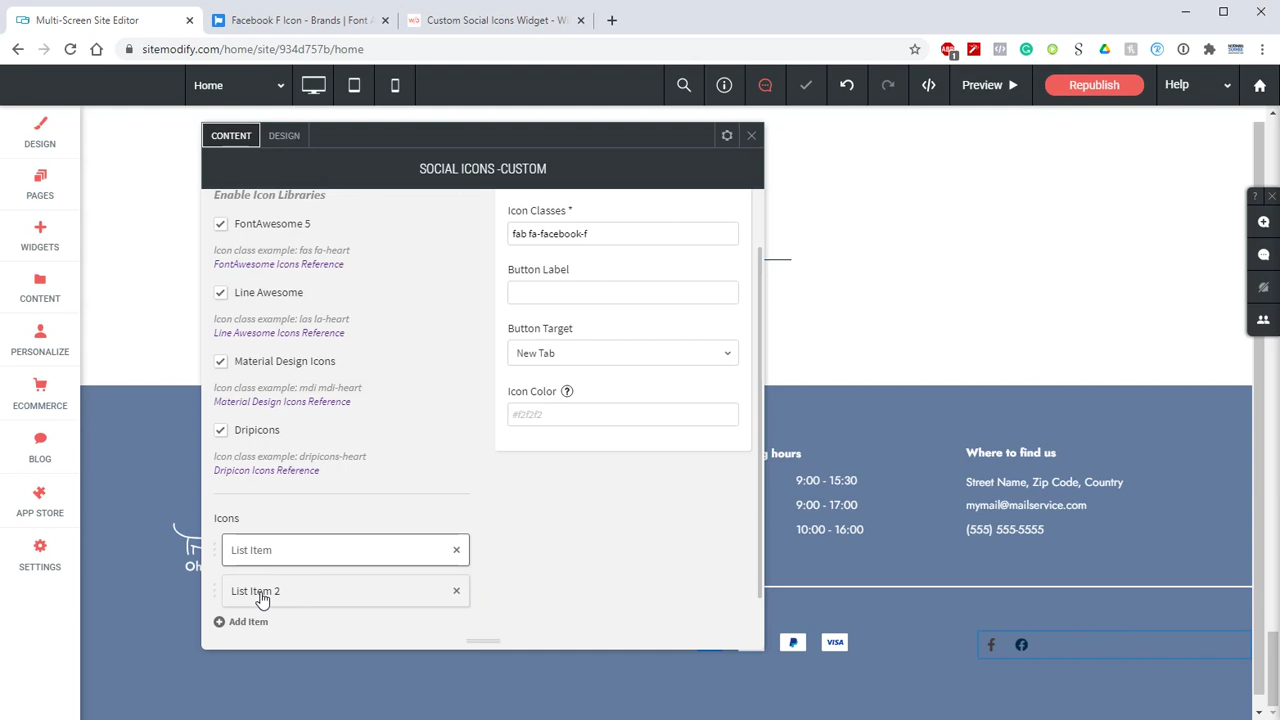 Multi-Screen Site Editor
Facebook F Icon - Brands | Font A
Custom Social Icons Widget - Wi
sitemodify.com/home/site/934d757b/home
Home
Preview
Republish
Help
DESIGN
PAGES
WIDGETS
CONTENT
PERSONALIZE
ECOMMERCE
BLOG
APP STORE
SETTINGS
CONTENT
DESIGN
SOCIAL ICONS -CUSTOM
Enable Icon Libraries
FontAwesome 5
Icon class example: fas fa-heart
FontAwesome Icons Reference
Line Awesome
Icon class example: las la-heart
Line Awesome Icons Reference
Material Design Icons
Icon class example: mdi mdi-heart
Material Design Icons Reference
Dripicons
Icon class example: dripicons-heart
Dripicon Icons Reference
Icons
List Item
List Item 2
Add Item
Icon Classes *
fab fa-facebook-f
Button Label
Button Target
New Tab
Icon Color ?
#f2f2f2
Oh
g hours
9:00 - 15:30
9:00 - 17:00
10:00 - 16:00
Where to find us
Street Name, Zip Code, Country
mymail@mailservice.com
(555) 555-5555
VISA